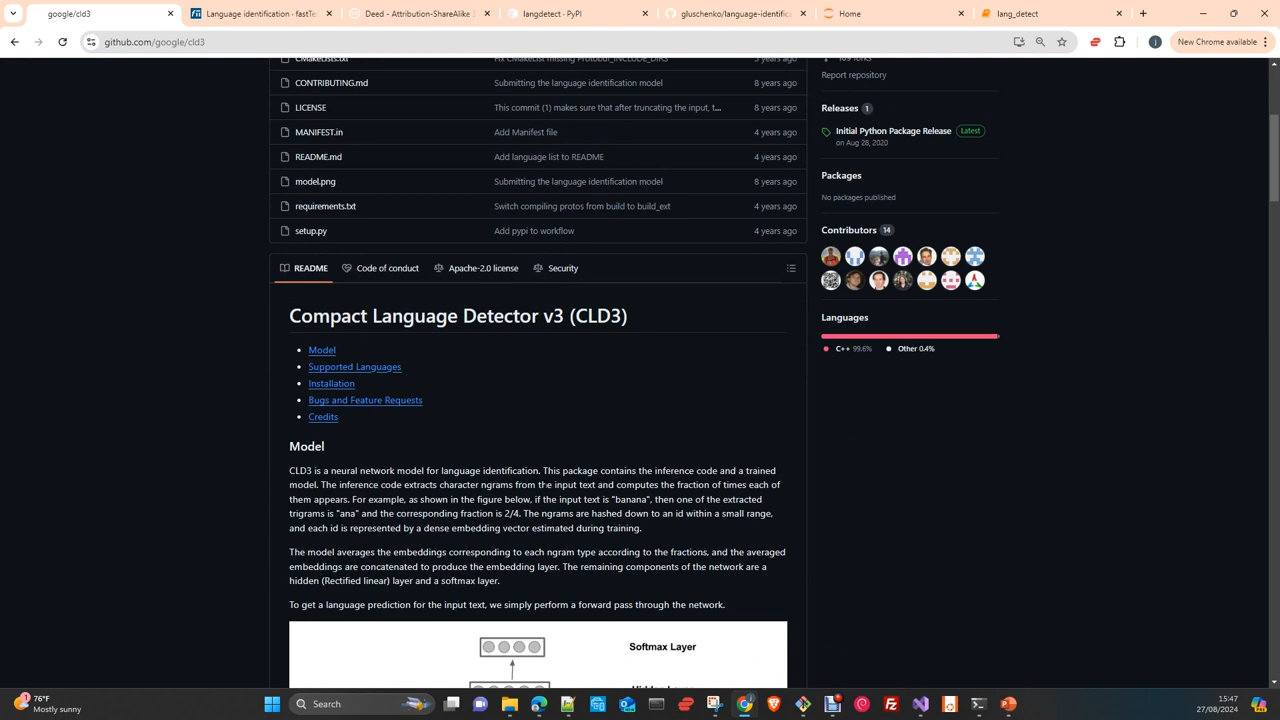 google/cld3
Language identification · fastTe
Deed - Attribution-ShareAlike
langdetect · PyPI
gluschenko/language-identific
Home
lang_detect
github.com/google/cld3
New Chrome available
CONTRIBUTING.md Submitting the language identification model 8 years ago
Report repository
LICENSE This commit (1) makes sure that after truncating the input, t... 8 years ago
Releases 1
MANIFEST.in Add Manifest file 4 years ago
Initial Python Package Release Latest
on Aug 28, 2020
README.md Add language list to README 4 years ago
Packages
model.png Submitting the language identification model 8 years ago
No packages published
requirements.txt Switch compiling protos from build to build_ext 4 years ago
setup.py Add pypi to workflow 4 years ago
Contributors 14
README Code of conduct Apache-2.0 license Security
Languages
C++ 99.6% Other 0.4%
Compact Language Detector v3 (CLD3)
Model
Supported Languages
Installation
Bugs and Feature Requests
Credits
Model
CLD3 is a neural network model for language identification. This package contains the inference code and a trained
model. The inference code extracts character ngrams from the input text and computes the fraction of times each of
them appears. For example, as shown in the figure below, if the input text is "banana", then one of the extracted
trigrams is "ana" and the corresponding fraction is 2/4. The ngrams are hashed down to an id within a small range,
and each id is represented by a dense embedding vector estimated during training.
The model averages the embeddings corresponding to each ngram type according to the fractions, and the averaged
embeddings are concatenated to produce the embedding layer. The remaining components of the network are a
hidden (Rectified linear) layer and a softmax layer.
To get a language prediction for the input text, we simply perform a forward pass through the network.
Softmax Layer
76°F
Mostly sunny
Search
15:47
27/08/2024